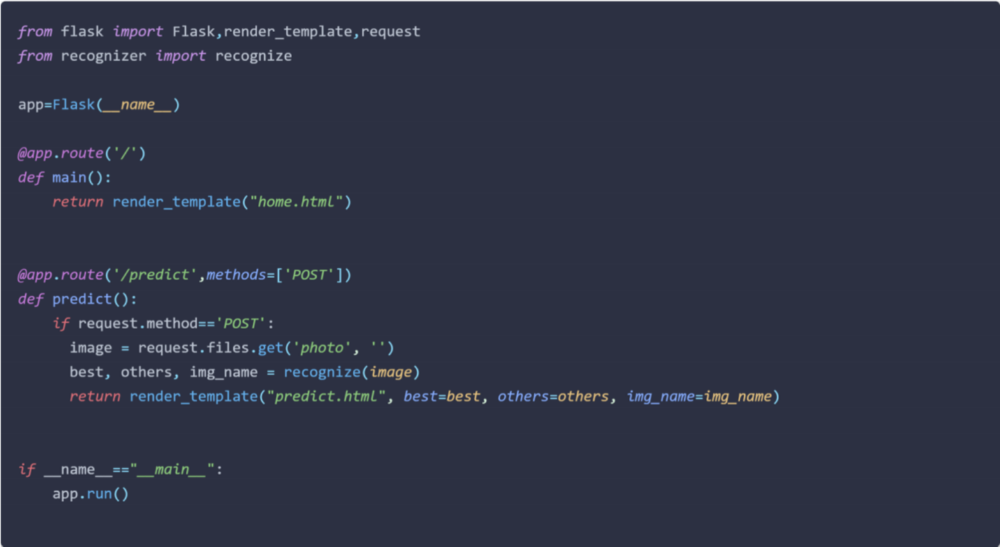 from flask import Flask,render_template,request
from recognizer import recognize
app=Flask(__name__)
@app.route('/')
def main():
return render_template("home.html")
@app.route('/predict',methods=['POST'])
def predict():
if request.method=='POST':
image = request.files.get('photo', '')
best, others, img_name = recognize(image)
return render_template("predict.html", best=best, others=others, img_name=img_name)
if __name__=="__main__":
app.run()